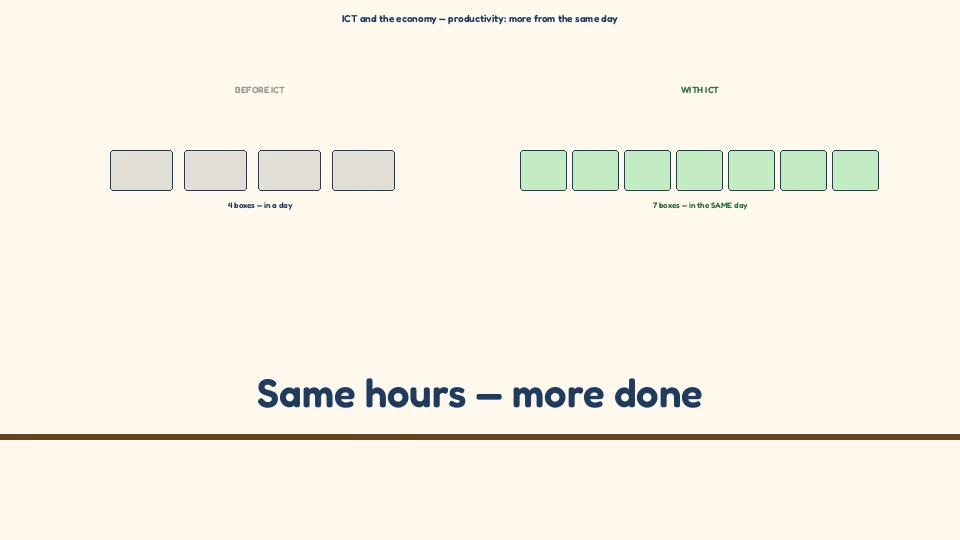 ICT and the economy — productivity: more from the same day
BEFORE ICT
WITH ICT
4 boxes — in a day
7 boxes — in the SAME day
Same hours — more done